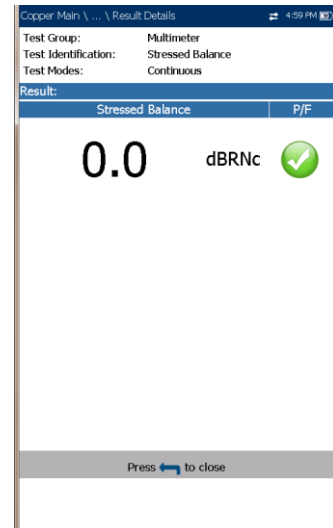 Copper Main \ ... \ Result Details 4:59 PM
Test Group: Multimeter
Test Identification: Stressed Balance
Test Modes: Continuous
Result:
Stressed Balance P/F
0.0 dBRNc
Press to close